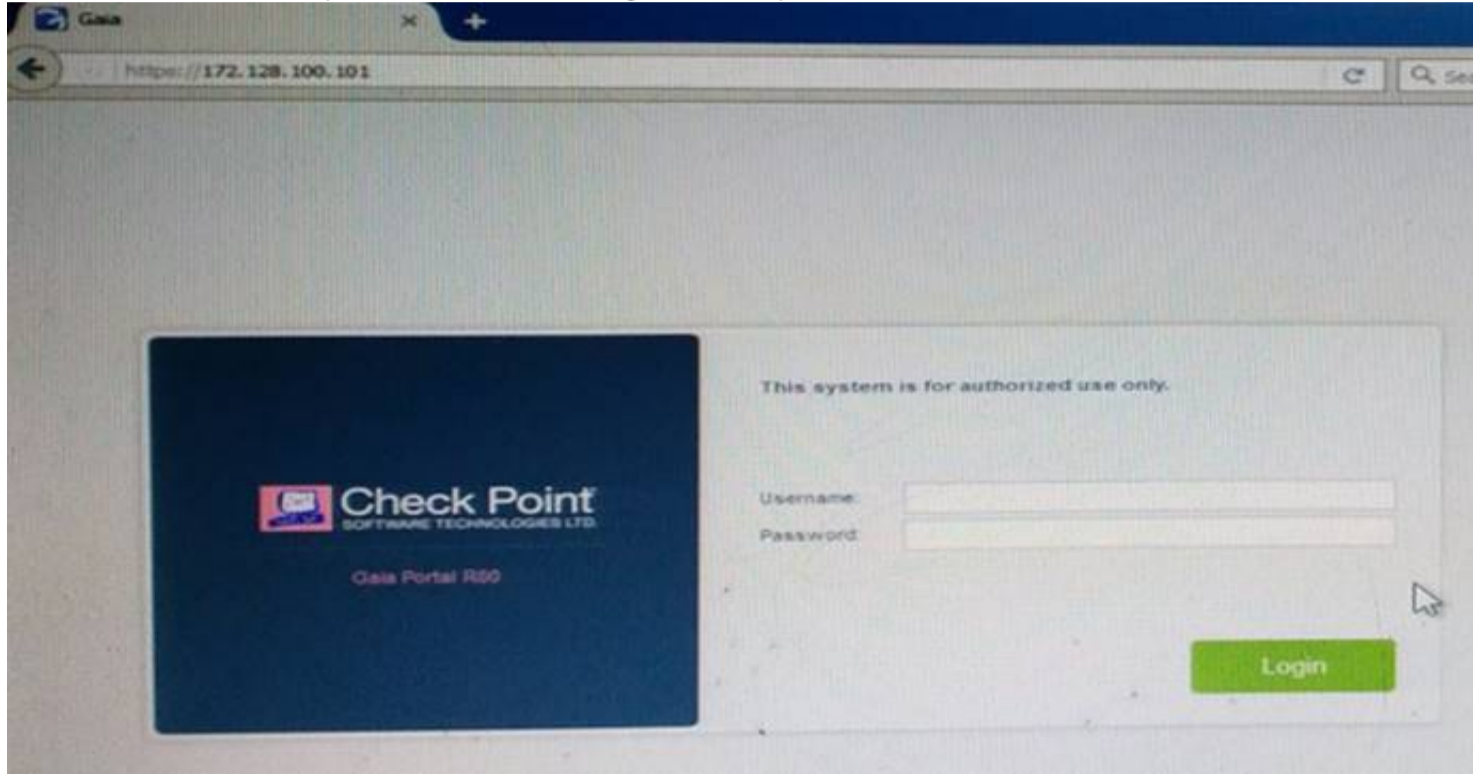 Gaia
https://172.128.100.101
This system is for authorized use only.
Check Point
SOFTWARE TECHNOLOGIES LTD.
Gaia Portal R80
Username:
Password:
Login